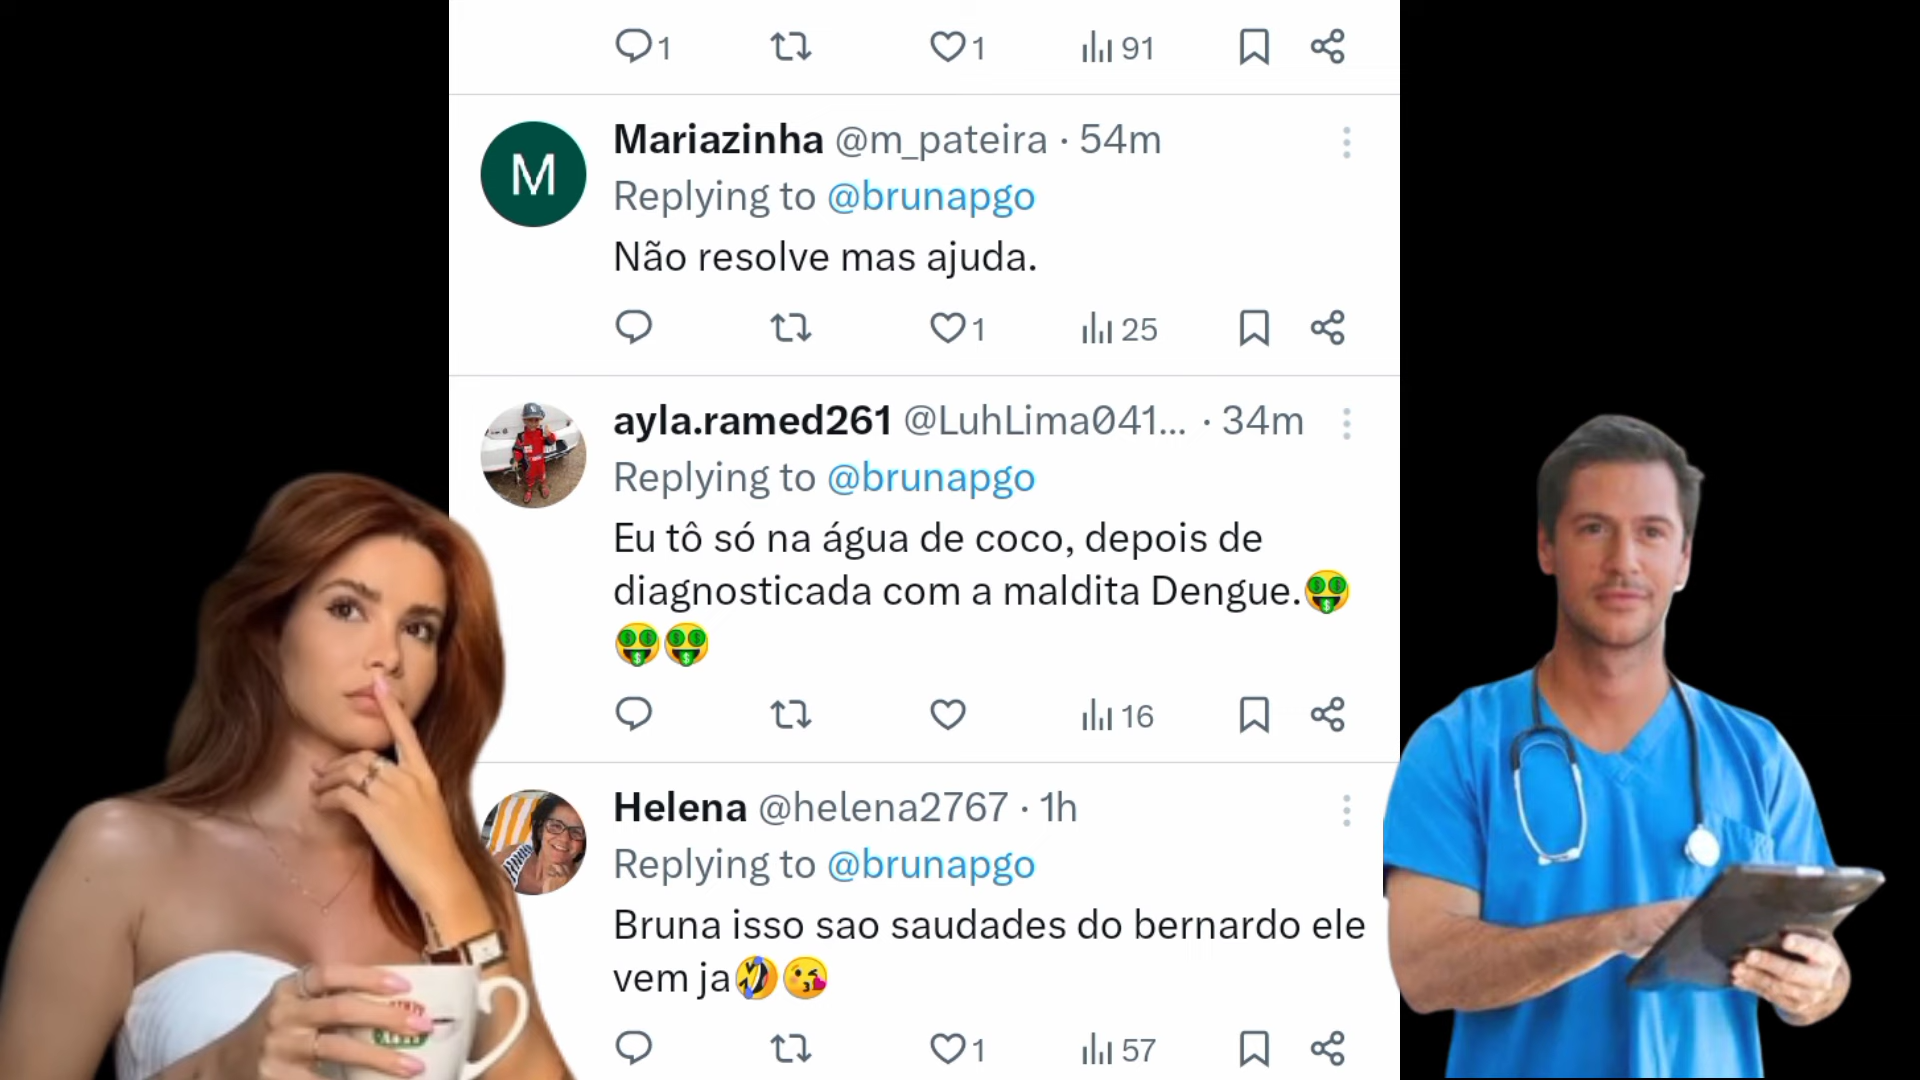 1 1 91
Mariazinha @m_pateira · 54m
M
Replying to @brunapgo
Não resolve mas ajuda.
1 25
ayla.ramed261 @LuhLima041... · 34m
Replying to @brunapgo
Eu tô só na água de coco, depois de
diagnosticada com a maldita Dengue.🤑
🤑🤑
16
Helena @helena2767 · 1h
Replying to @brunapgo
Bruna isso sao saudades do bernardo ele
vem ja🤣😘
1 57